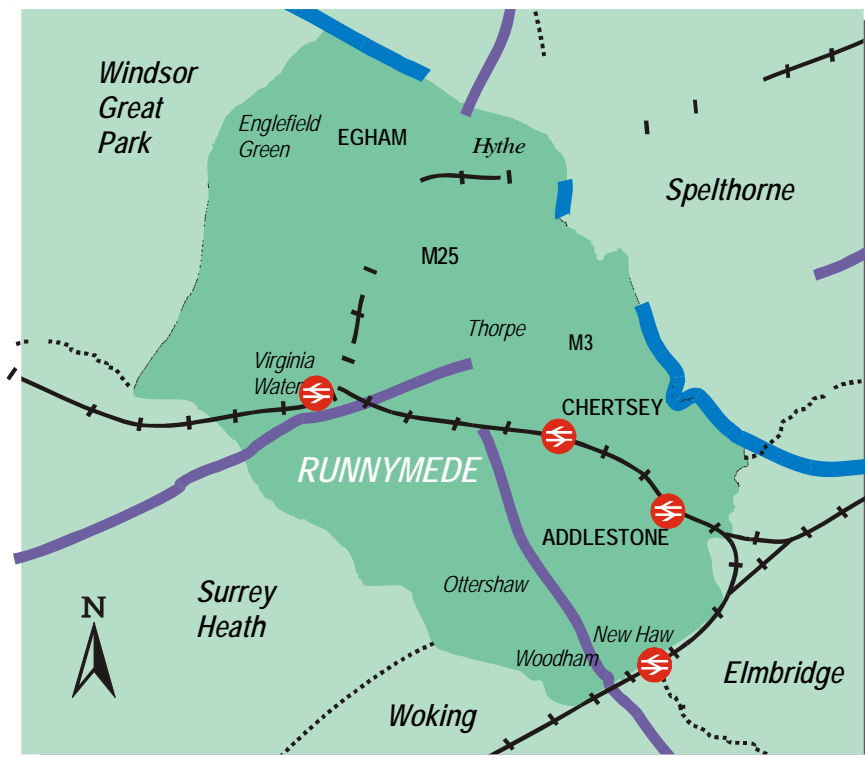 Windsor
Great
Park
Englefield
Green
EGHAM
Hythe
Spelthorne
M25
Thorpe
M3
Virginia
Water
CHERTSEY
RUNNYMEDE
ADDLESTONE
Ottershaw
Surrey
Heath
N
New Haw
Woodham
Elmbridge
Woking